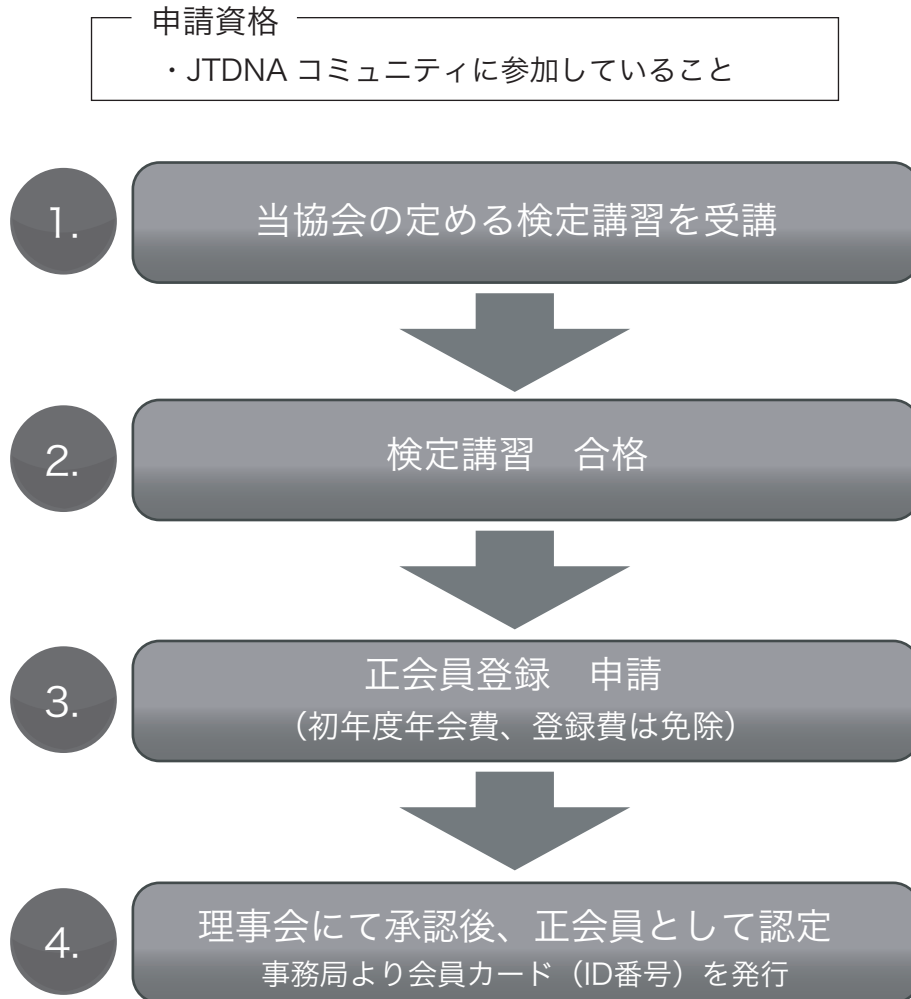 申請資格
・JTDNA コミュニティに参加していること
1.
当協会の定める検定講習を受講
2.
検定講習　合格
3.
正会員登録　申請
（初年度年会費、登録費は免除）
4.
理事会にて承認後、正会員として認定
事務局より会員カード（ID番号）を発行